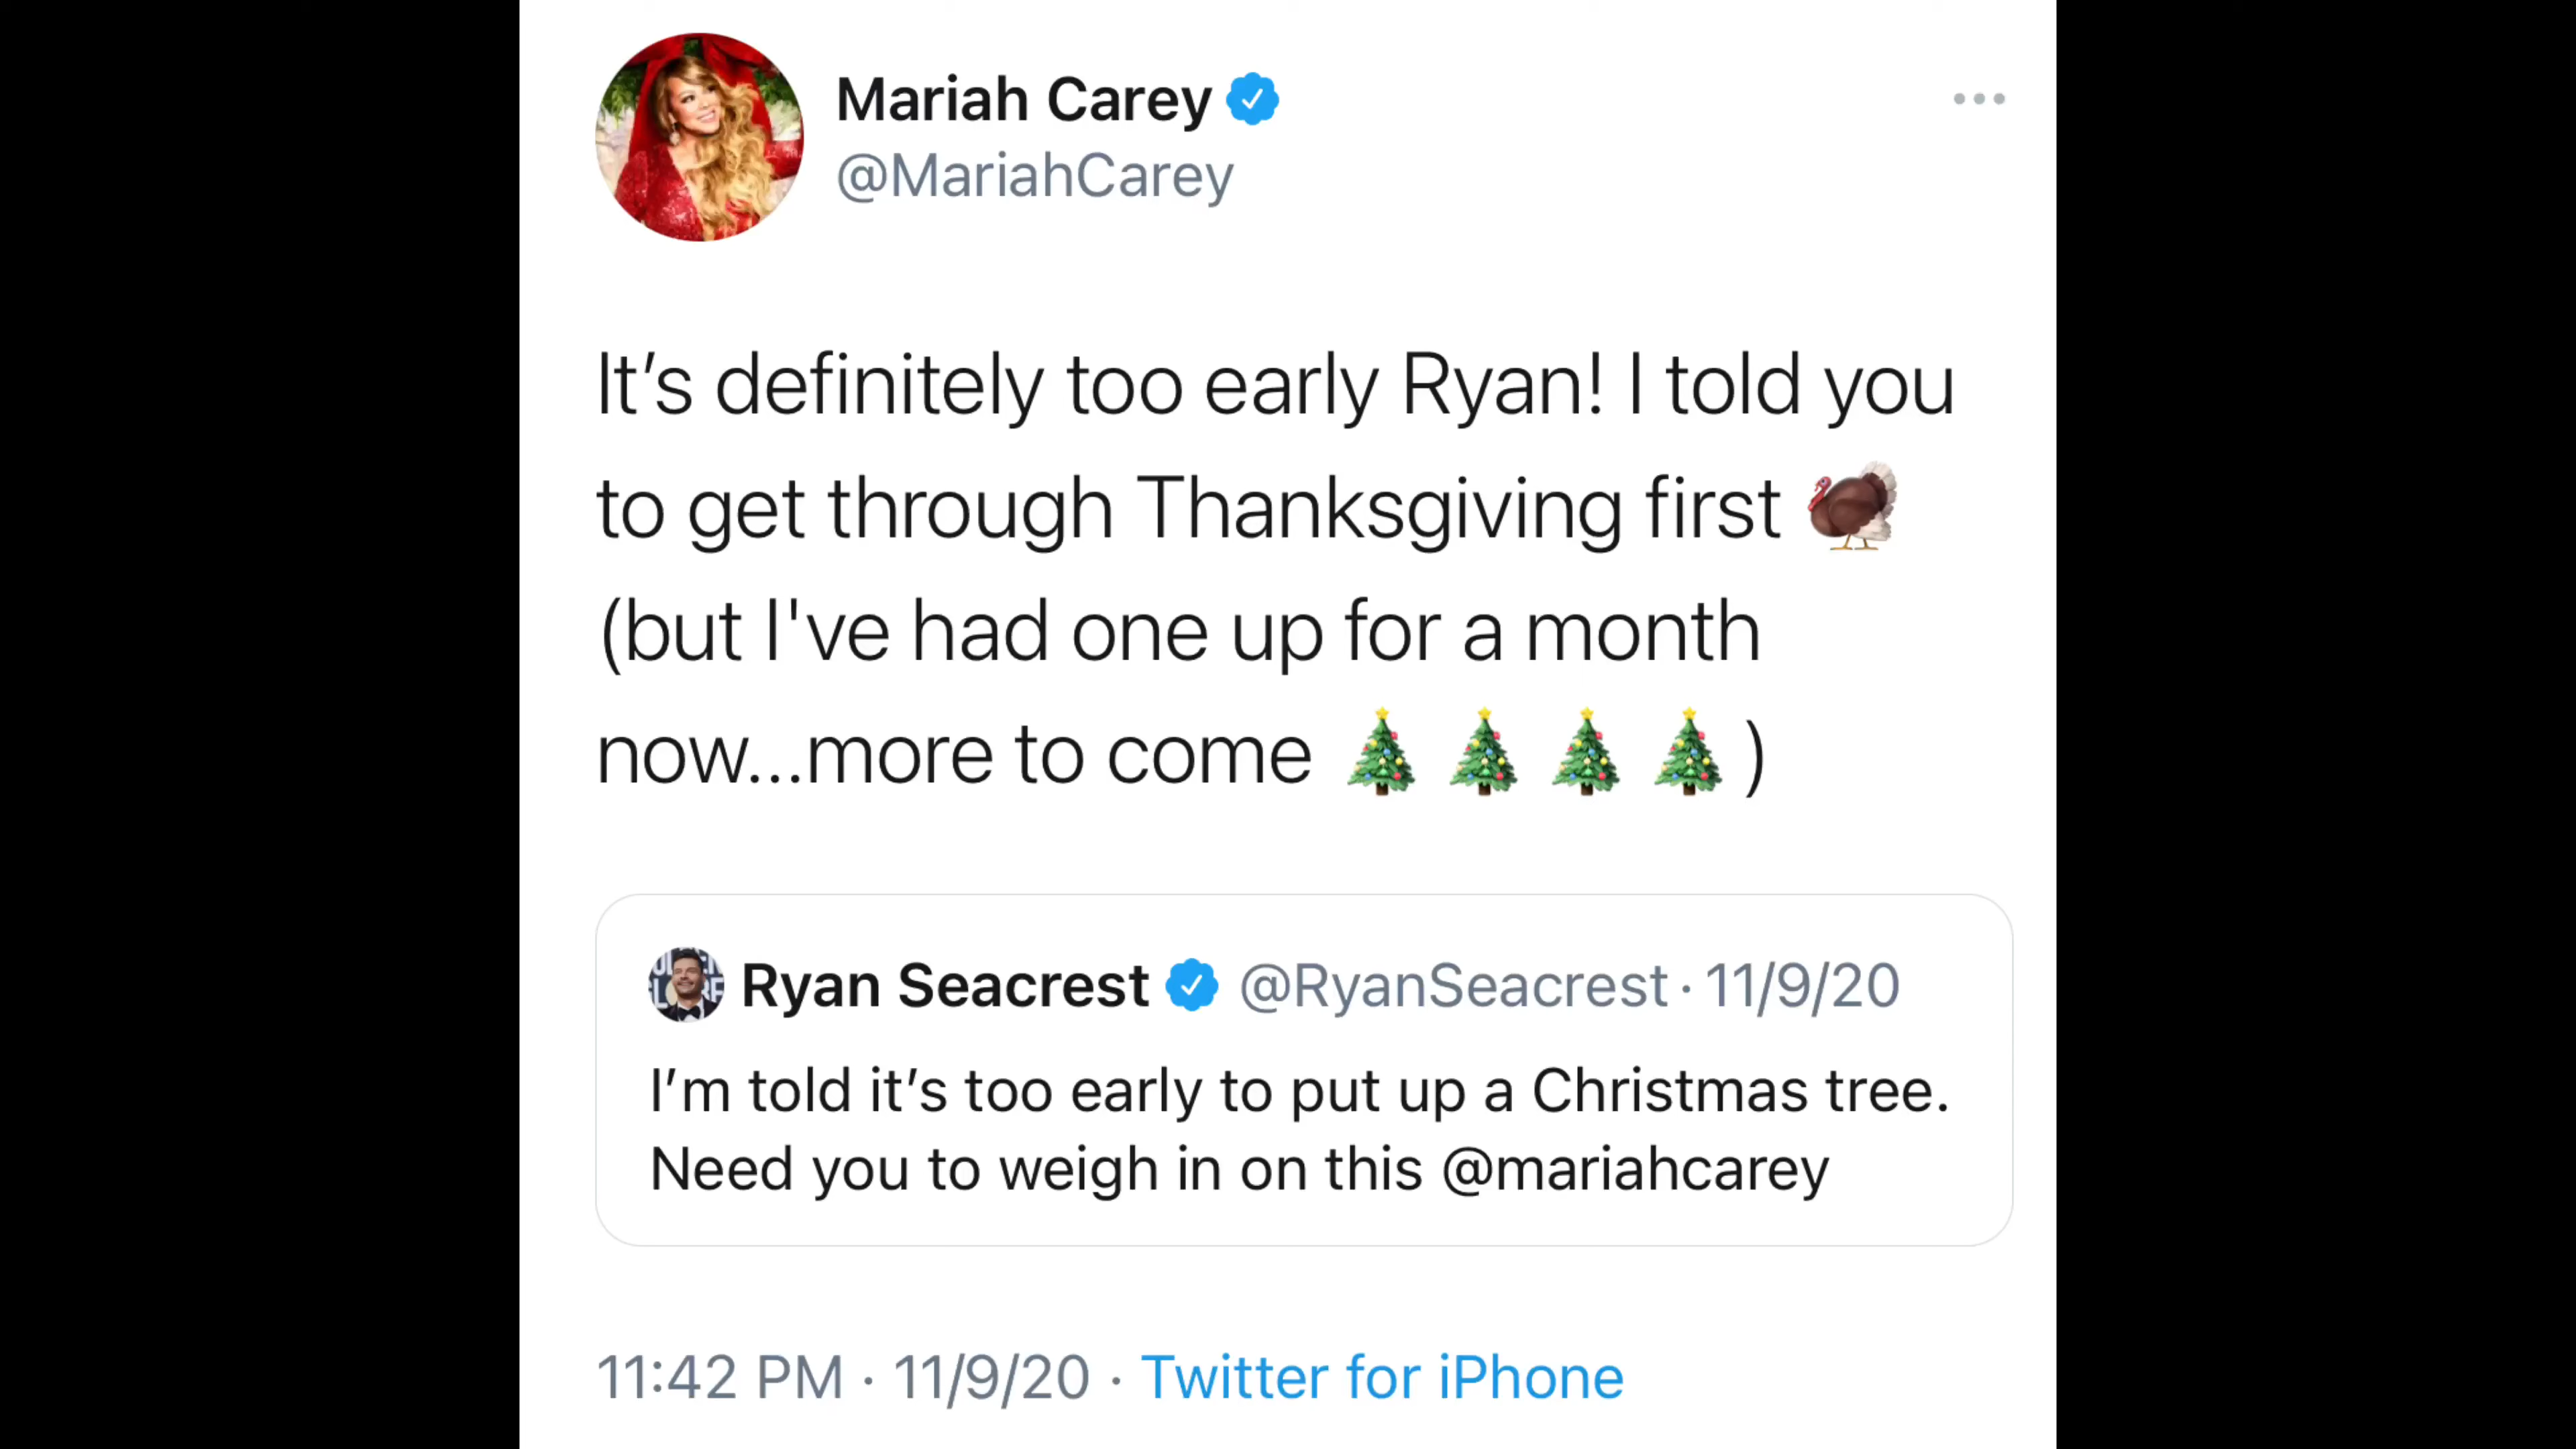 Mariah Carey
@MariahCarey
It’s definitely too early Ryan! I told you
to get through Thanksgiving first 🦃
(but I've had one up for a month
now...more to come 🎄 🎄 🎄 🎄 )
Ryan Seacrest @RyanSeacrest · 11/9/20
I’m told it’s too early to put up a Christmas tree.
Need you to weigh in on this @mariahcarey
11:42 PM · 11/9/20 · Twitter for iPhone